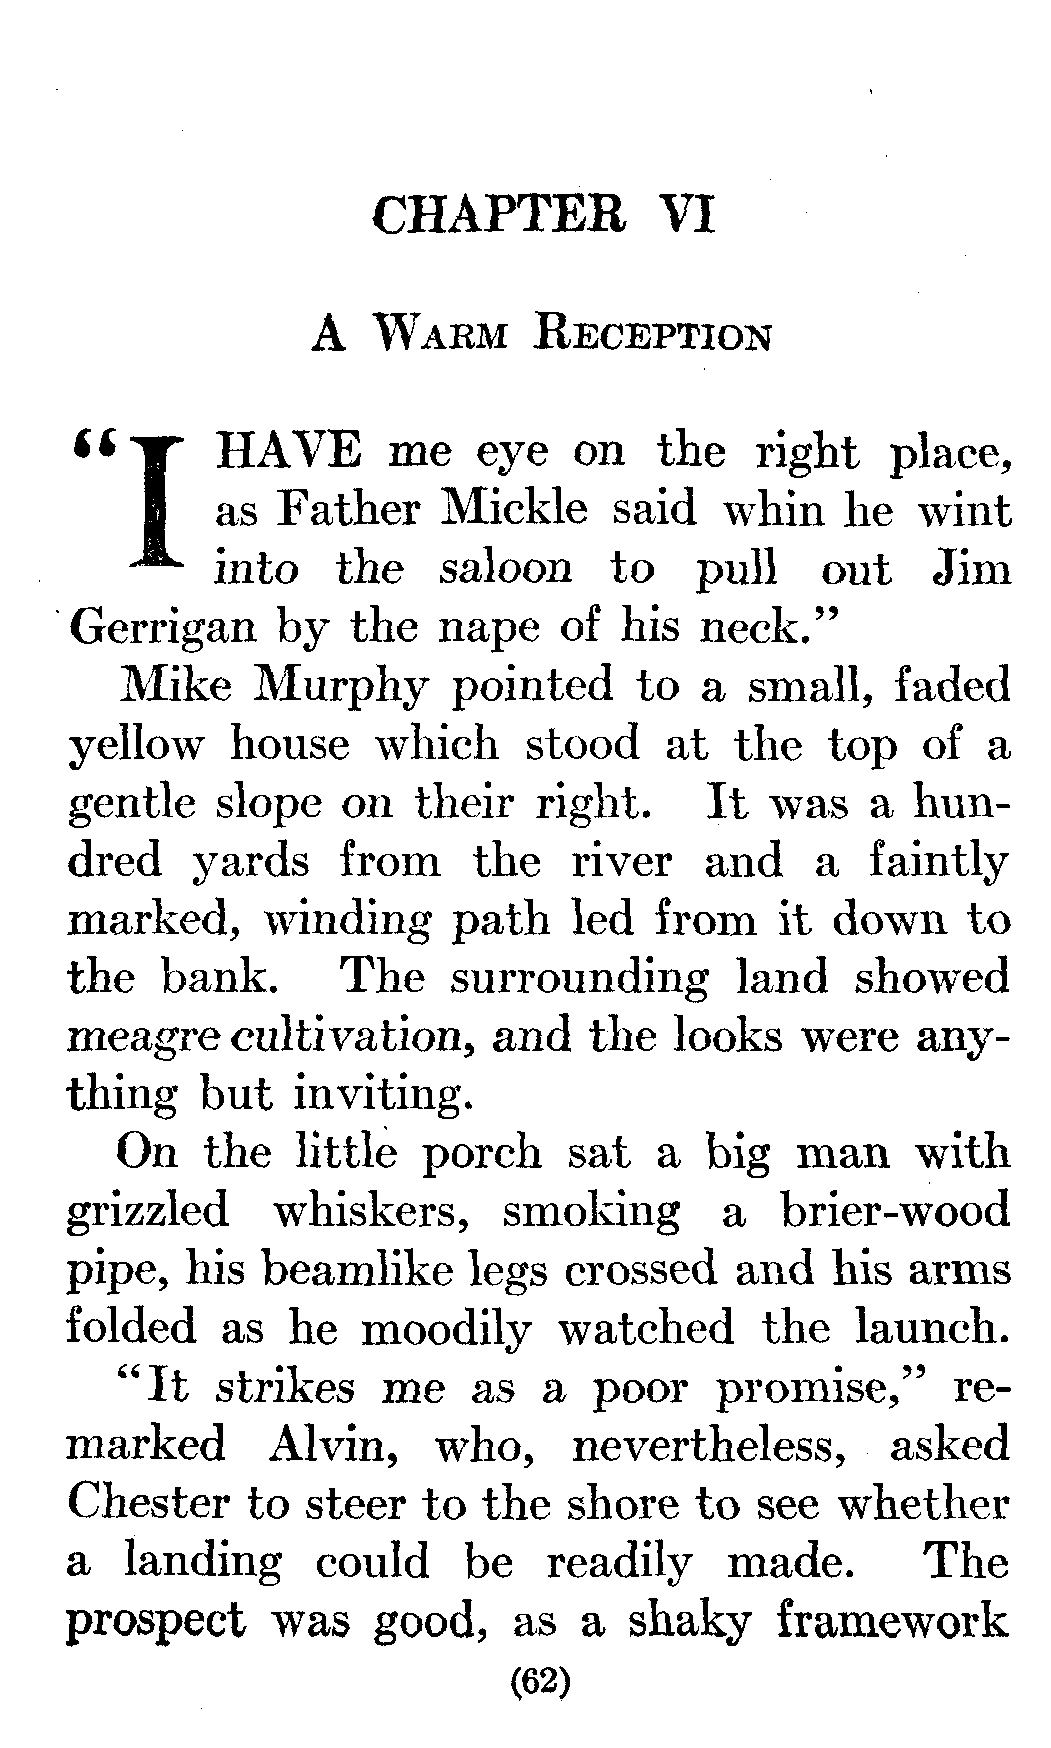 CHAPTER VI
A Warm Reception
“I HAVE me eye on the right place,
as Father Mickle said whin he wint
into the saloon to pull out Jim
Gerrigan by the nape of his neck.”
Mike Murphy pointed to a small, faded
yellow house which stood at the top of a
gentle slope on their right. It was a hun-
dred yards from the river and a faintly
marked, winding path led from it down to
the bank. The surrounding land showed
meagre cultivation, and the looks were any-
thing but inviting.
On the little porch sat a big man with
grizzled whiskers, smoking a brier-wood
pipe, his beamlike legs crossed and his arms
folded as he moodily watched the launch.
“It strikes me as a poor promise,” re-
marked Alvin, who, nevertheless, asked
Chester to steer to the shore to see whether
a landing could be readily made. The
prospect was good, as a shaky framework
(62)